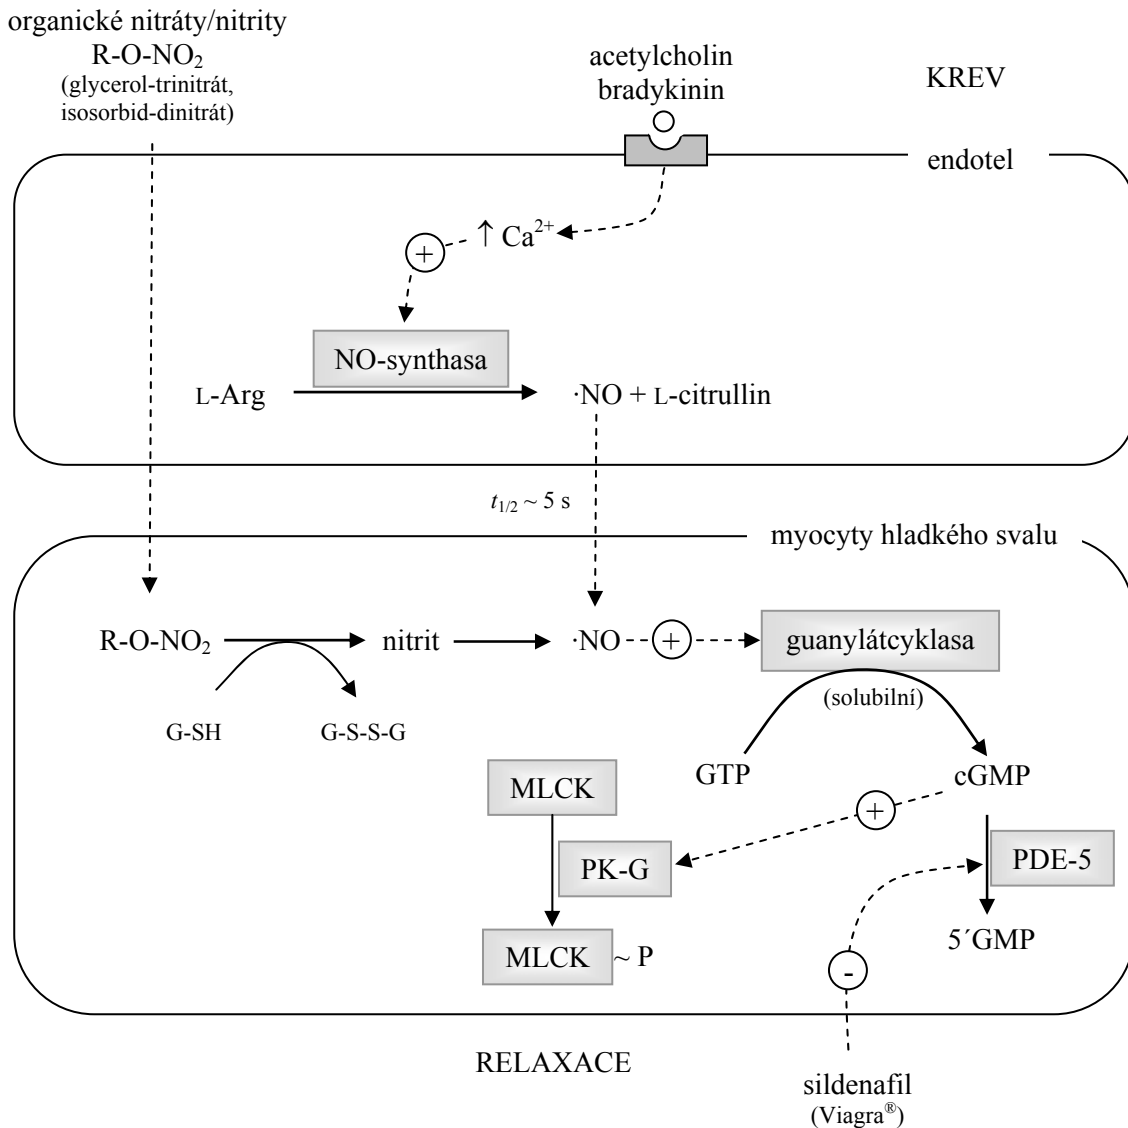 organické nitráty/nitrity
R-O-NO₂
(glycerol-trinitrát,
isosorbid-dinitrát)
acetylcholin
bradykinin
KREV
endotel
↑ Ca²⁺
+
NO-synthasa
L-Arg
·NO + L-citrullin
t1/2 ~ 5 s
myocyty hladkého svalu
R-O-NO₂
nitrit
·NO
+
guanylátcyklasa
(solubilní)
G-SH
G-S-S-G
GTP
cGMP
MLCK
+
PK-G
PDE-5
MLCK ~ P
5´GMP
-
RELAXACE
sildenafil
(Viagra®)